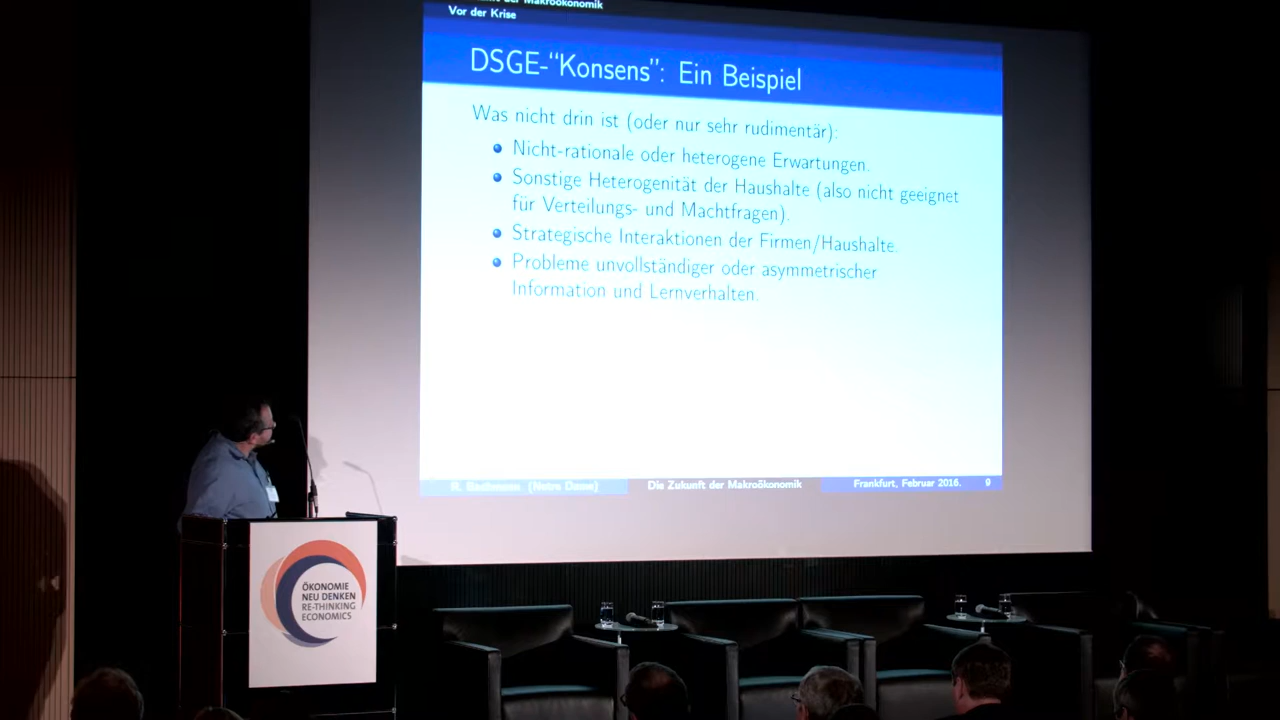 der Makroökonomik
Vor der Krise
DSGE-“Konsens”: Ein Beispiel
Was nicht drin ist (oder nur sehr rudimentär):
Nicht-rationale oder heterogene Erwartungen.
Sonstige Heterogenität der Haushalte (also nicht geeignet
für Verteilungs- und Machtfragen).
Strategische Interaktionen der Firmen/Haushalte.
Probleme unvollständiger oder asymmetrischer
Information und Lernverhalten.
R. Bachmann (Notre Dame) Die Zukunft der Makroökonomik Frankfurt, Februar 2016. 9
ÖKONOMIE
NEU DENKEN
RE-THINKING
ECONOMICS